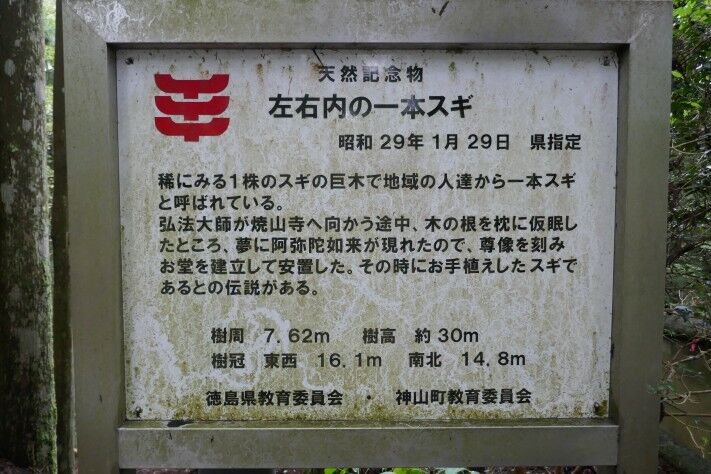 天然記念物
左右内の一本スギ
昭和 29年 1月 29日　県指定
稀にみる1株のスギの巨木で地域の人達から一本スギ
と呼ばれている。
弘法大師が焼山寺へ向かう途中、木の根を枕に仮眠し
たところ、夢に阿弥陀如来が現れたので、尊像を刻み
お堂を建立して安置した。その時にお手植えしたスギで
あるとの伝説がある。
樹周　7.62m　　樹高　約30m
樹冠　東西　16.1m　南北　14.8m
徳島県教育委員会　・　神山町教育委員会